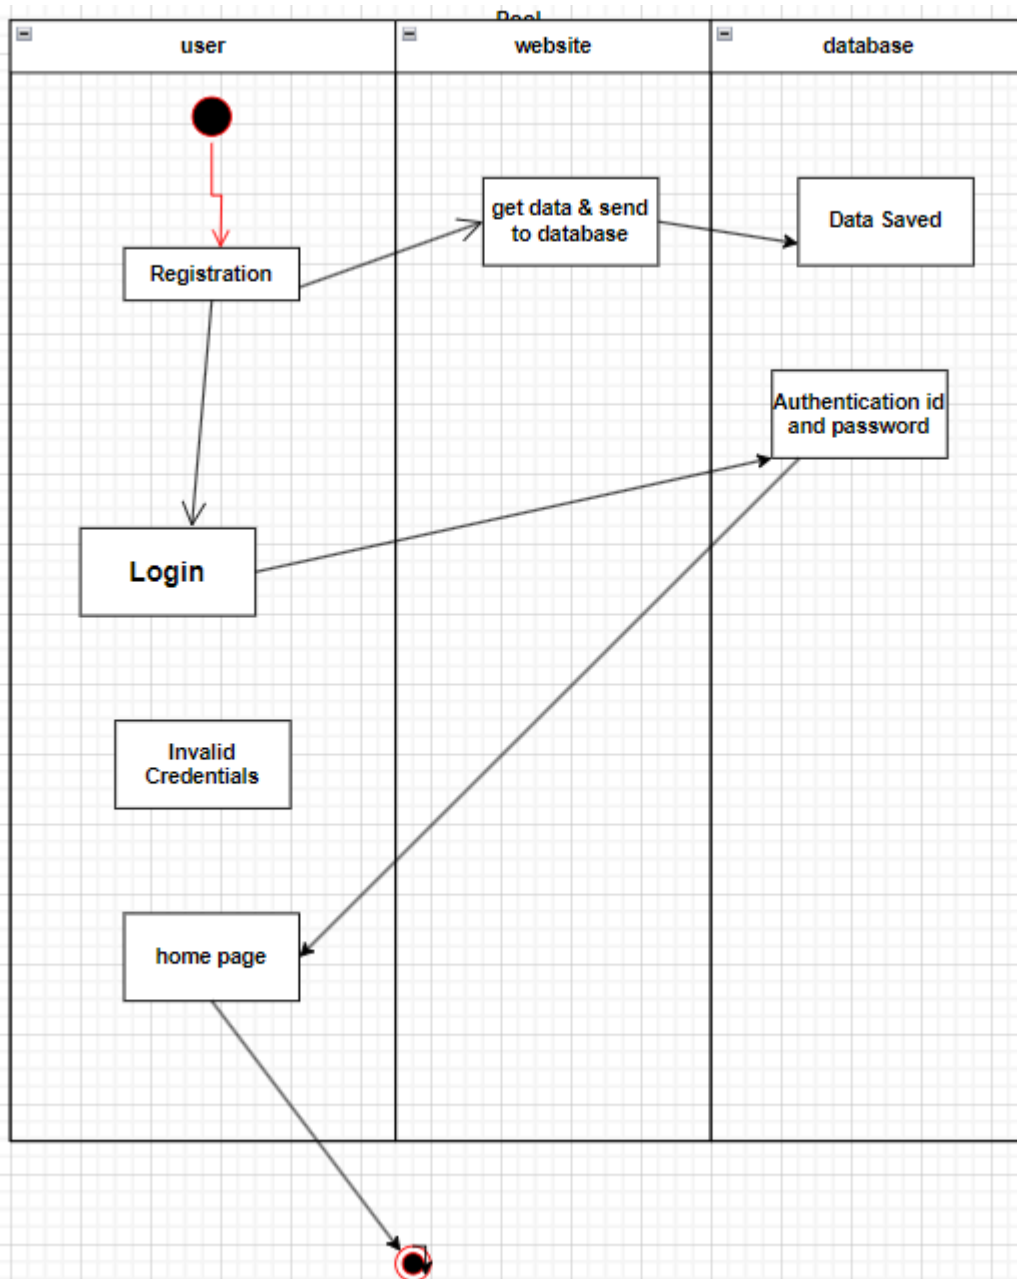 Pool
user
website
database
get data & send
to database
Data Saved
Registration
Authentication id
and password
Login
Invalid
Credentials
home page